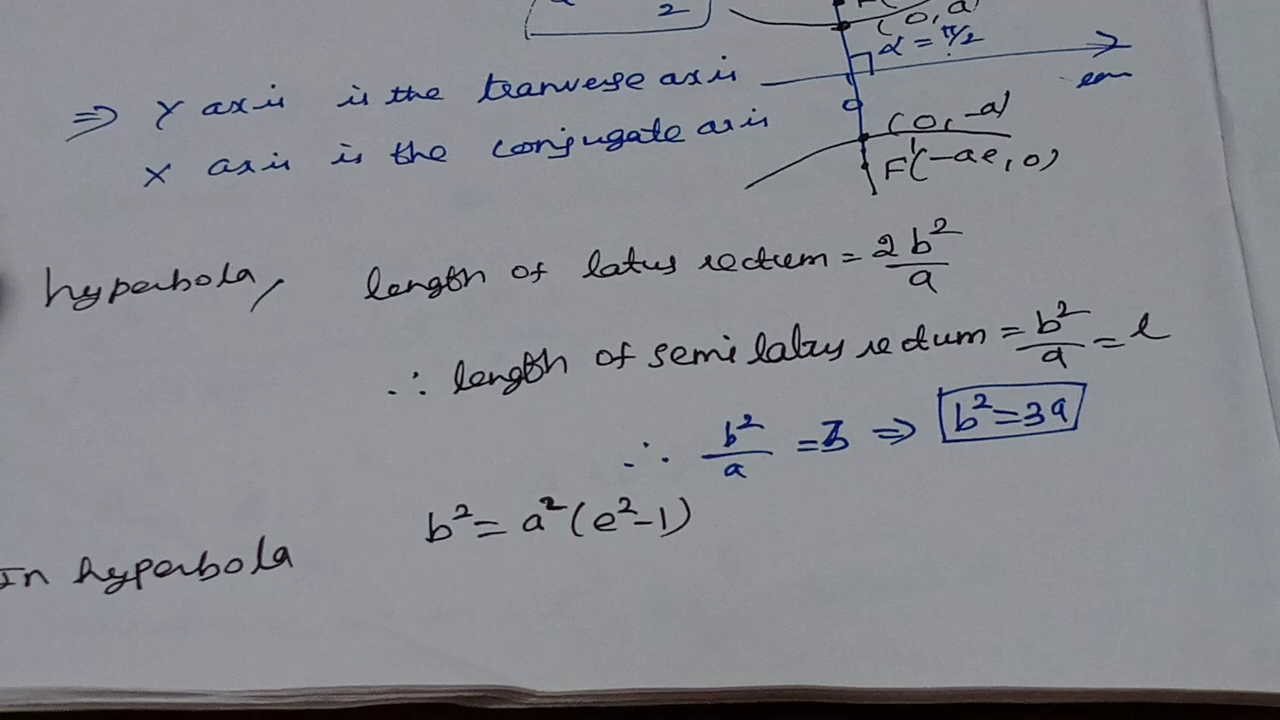 2
(0, a)
α = π/2
⇒ Y axis is the tranverse axis
X axis is the conjugate axis
(0, -a)
F'(-ae, 0)
hyperbola, length of latus rectum = 2b²/a
∴ length of semi latus rectum = b²/a = l
∴ b²/a = 3 ⇒ b² = 3a
In hyperbola b² = a²(e²-1)